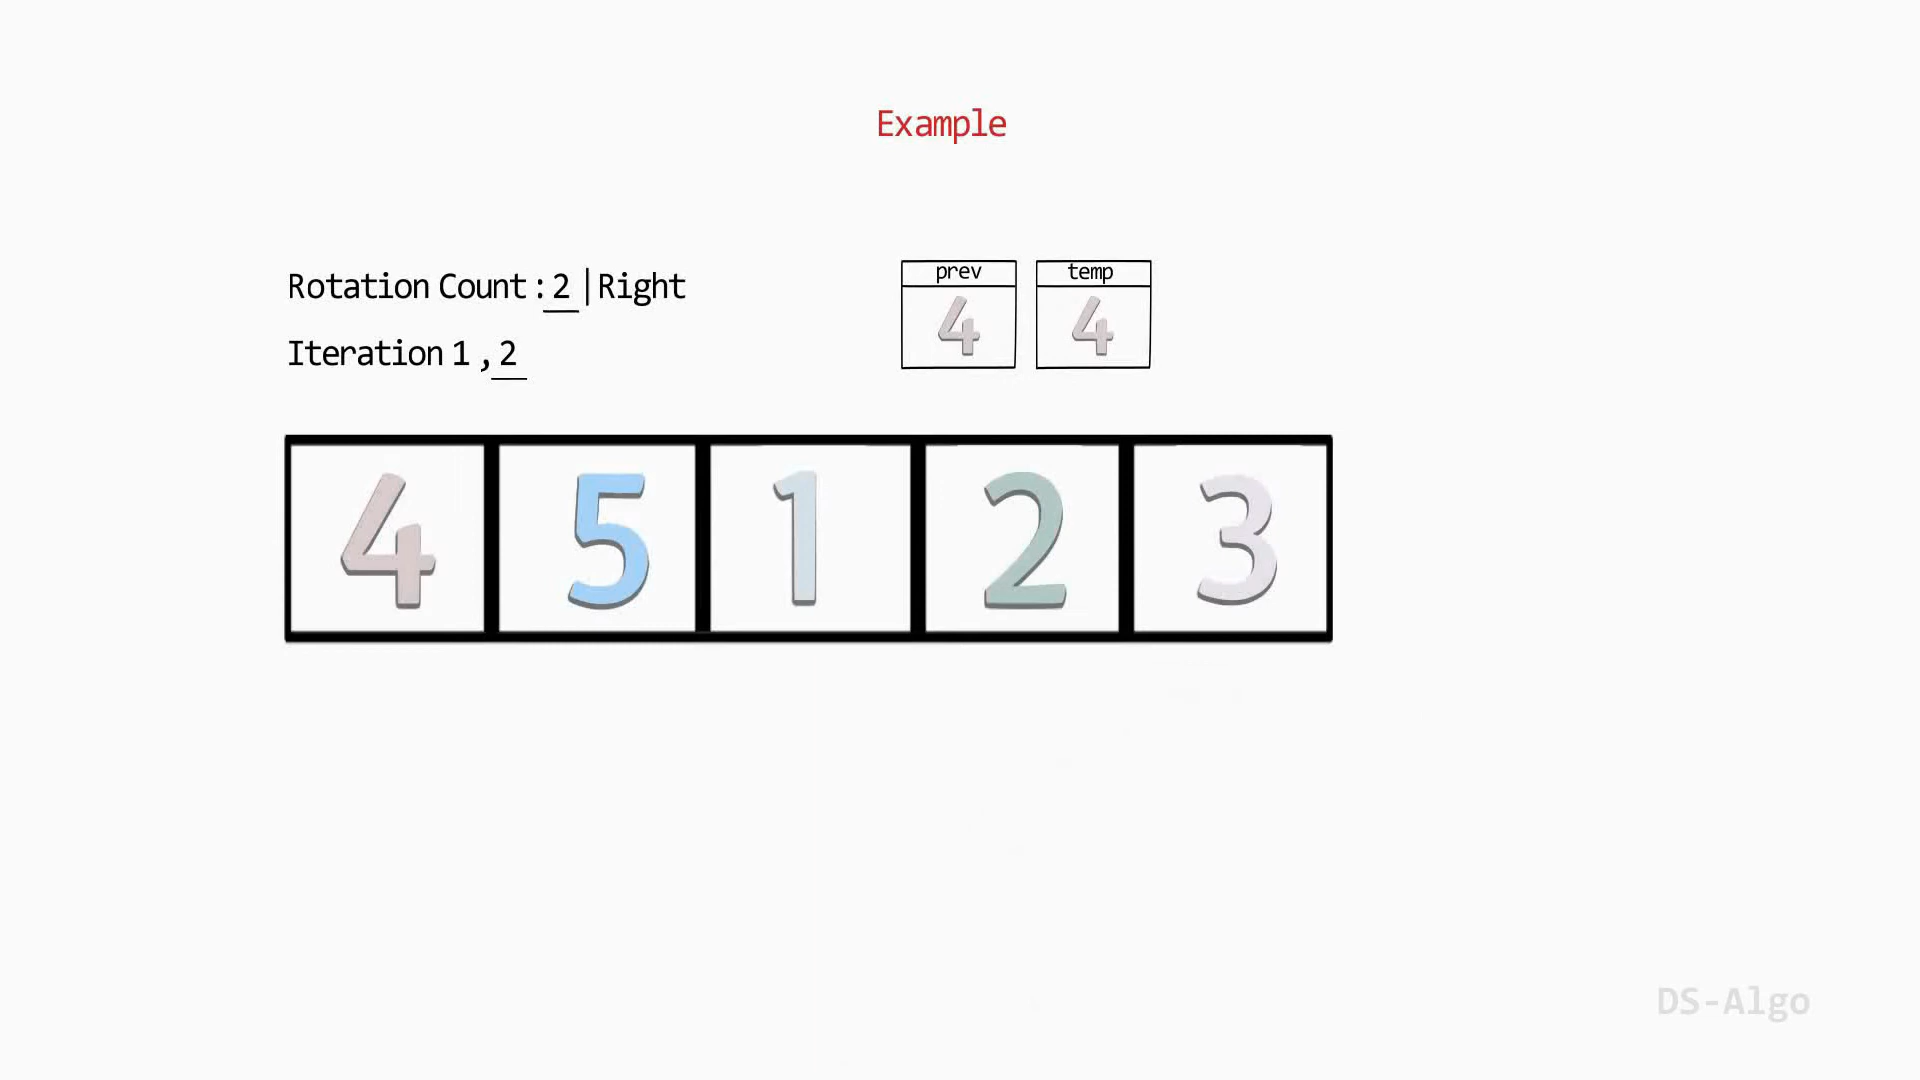 Example
Rotation Count : 2 | Right
prev temp
4 4
Iteration 1 , 2
4 5 1 2 3
DS-Algo